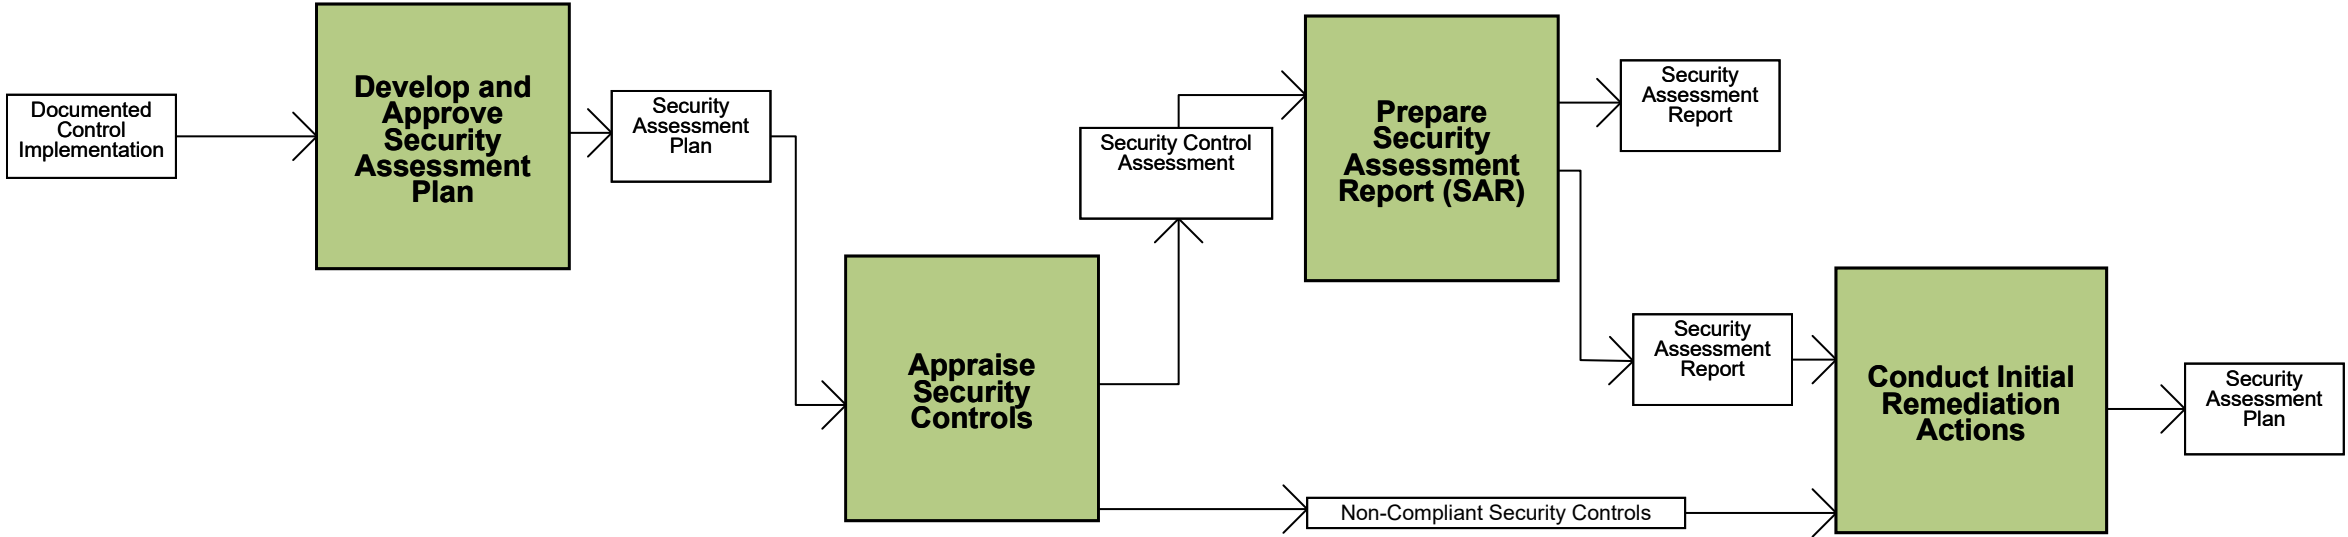 Documented
Control
Implementation
Develop and
Approve
Security
Assessment
Plan
Security
Assessment
Plan
Appraise
Security
Controls
Security Control
Assessment
Prepare
Security
Assessment
Report (SAR)
Security
Assessment
Report
Security
Assessment
Report
Non-Compliant Security Controls
Conduct Initial
Remediation
Actions
Security
Assessment
Plan